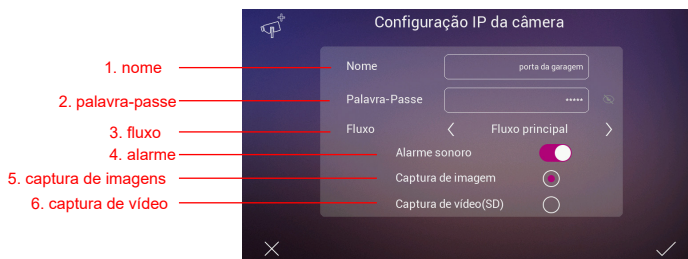 Configuração IP da câmera
1. nome
Nome
porta da garagem
2. palavra-passe
Palavra-Passe
*****
3. fluxo
Fluxo
Fluxo principal
4. alarme
Alarme sonoro
5. captura de imagens
Captura de imagem
6. captura de vídeo
Captura de vídeo(SD)